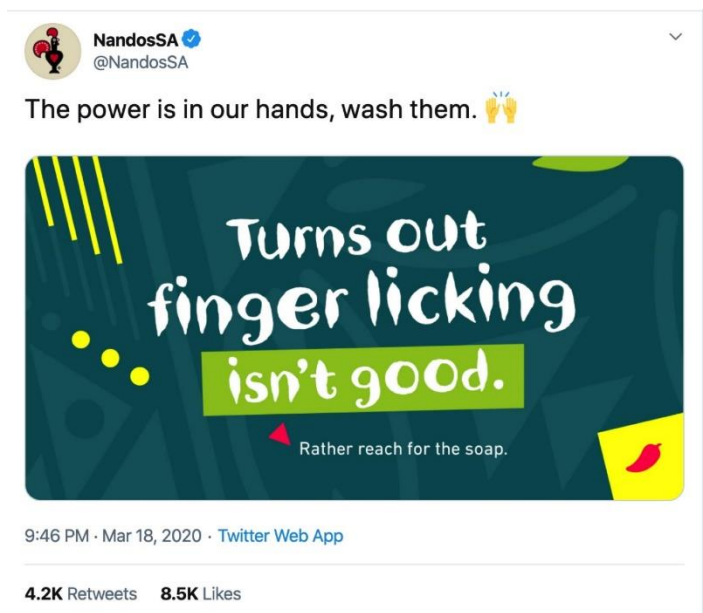 NandosSA
@NandosSA
The power is in our hands, wash them. 🙌
Turns out
finger licking
isn't good.
Rather reach for the soap.
9:46 PM · Mar 18, 2020 · Twitter Web App
4.2K Retweets 8.5K Likes